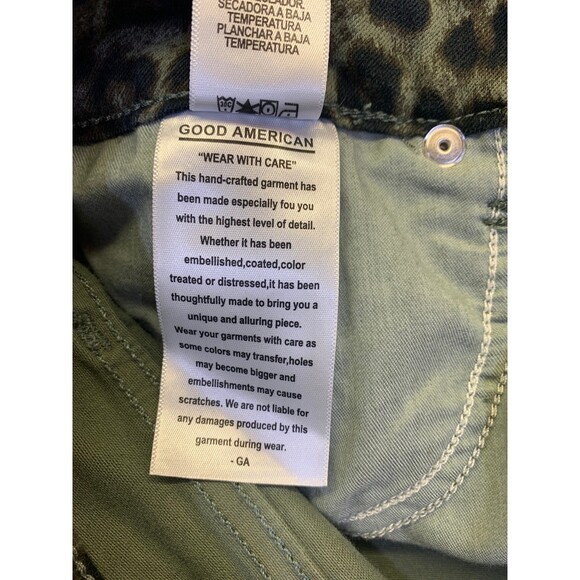 SECADORA A BAJA
TEMPERATURA
PLANCHAR A BAJA
TEMPERATURA
GOOD AMERICAN
"WEAR WITH CARE"
This hand-crafted garment has
been made especially fou you
with the highest level of detail.
Whether it has been
embellished,coated,color
treated or distressed,it has been
thoughtfully made to bring you a
unique and alluring piece.
Wear your garments with care as
some colors may transfer,holes
may become bigger and
embellishments may cause
scratches. We are not liable for
any damages produced by this
garment during wear.
- GA